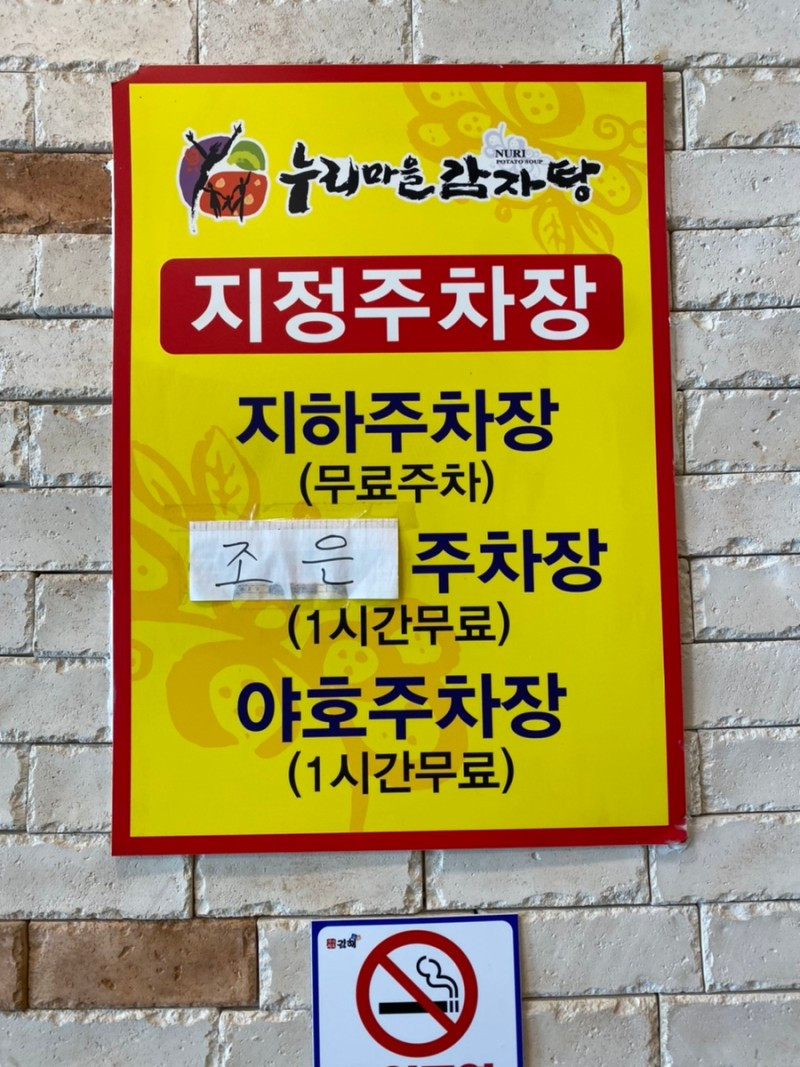 누리마을 감자탕
NURI
POTATO SOUP
지정주차장
지하주차장
(무료주차)
조은 주차장
(1시간무료)
야호주차장
(1시간무료)